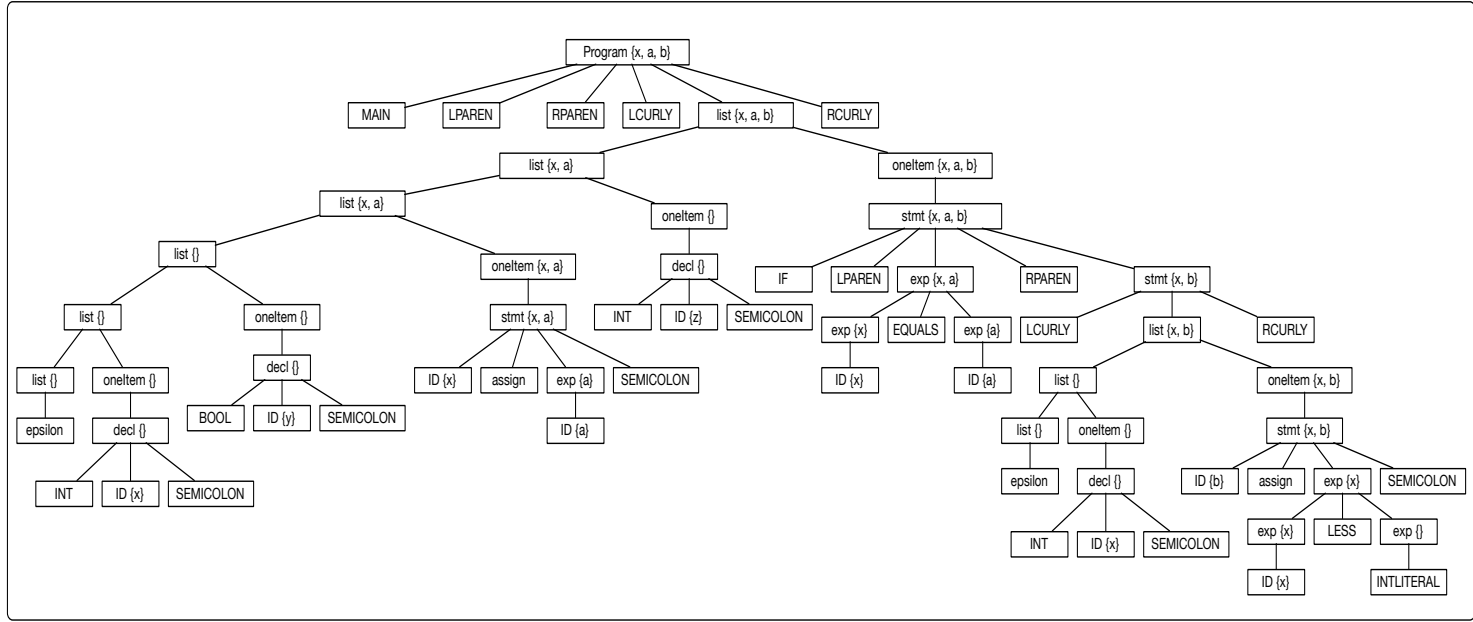 Program {x, a, b}
MAIN LPAREN RPAREN LCURLY list {x, a, b} RCURLY
list {x, a} oneItem {x, a, b}
list {x, a} oneItem {} stmt {x, a, b}
list {} oneItem {x, a} decl {} IF LPAREN exp {x, a} RPAREN stmt {x, b}
list {} oneItem {} stmt {x, a} INT ID {z} SEMICOLON exp {x} EQUALS exp {a} LCURLY list {x, b} RCURLY
list {} oneItem {} decl {} ID {x} assign exp {a} SEMICOLON ID {x} ID {a} list {} oneItem {x, b}
epsilon decl {} BOOL ID {y} SEMICOLON ID {a} list {} oneItem {} stmt {x, b}
INT ID {x} SEMICOLON epsilon decl {} ID {b} assign exp {x} SEMICOLON
INT ID {x} SEMICOLON exp {x} LESS exp {}
ID {x} INTLITERAL